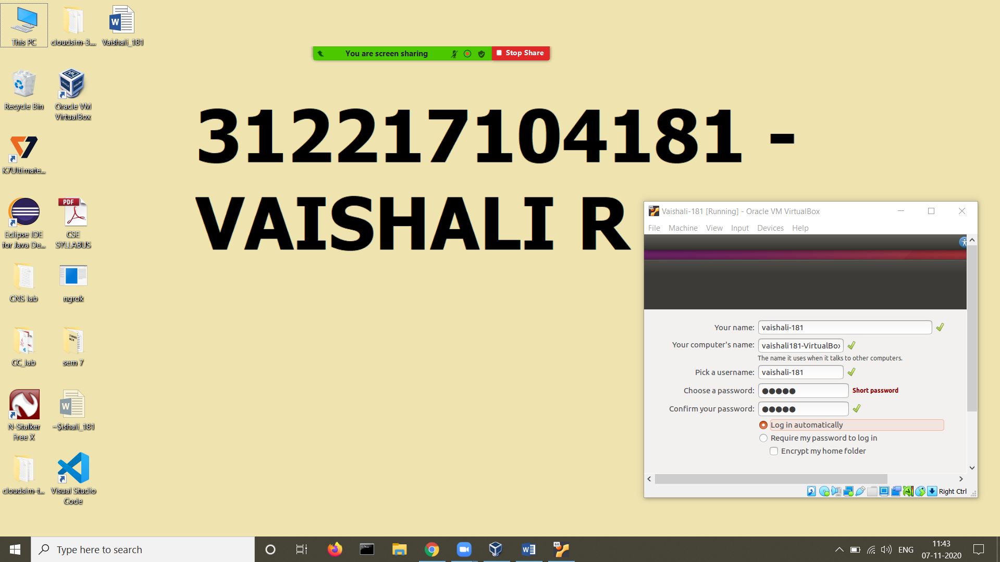 This PC
cloudsim-3....
Vaishali_181
You are screen sharing
Stop Share
Recycle Bin
Oracle VM
VirtualBox
312217104181 -
VAISHALI R
K7Ultimate...
Eclipse IDE
for Java De...
PDF
CSE
SYLLABUS
CNS lab
ngrok
CC_lab
sem 7
N-Stalker
Free X
~$ishali_181
cloudsim-t...
Visual Studio
Code
Vaishali-181 [Running] - Oracle VM VirtualBox
File Machine View Input Devices Help
Your name: vaishali-181
Your computer's name: vaishali181-VirtualBox
The name it uses when it talks to other computers.
Pick a username: vaishali-181
Choose a password: ●●●●● Short password
Confirm your password: ●●●●●
Log in automatically
Require my password to log in
Encrypt my home folder
Right Ctrl
Type here to search
64
ENG
11:43
07-11-2020